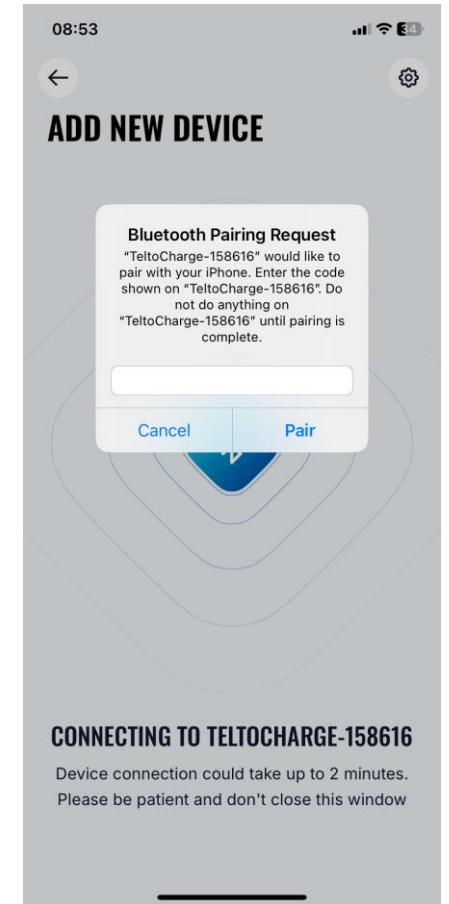 08:53
34
ADD NEW DEVICE
Bluetooth Pairing Request
“TeltoCharge-158616” would like to
pair with your iPhone. Enter the code
shown on “TeltoCharge-158616”. Do
not do anything on
“TeltoCharge-158616” until pairing is
complete.
Cancel Pair
CONNECTING TO TELTOCHARGE-158616
Device connection could take up to 2 minutes.
Please be patient and don't close this window